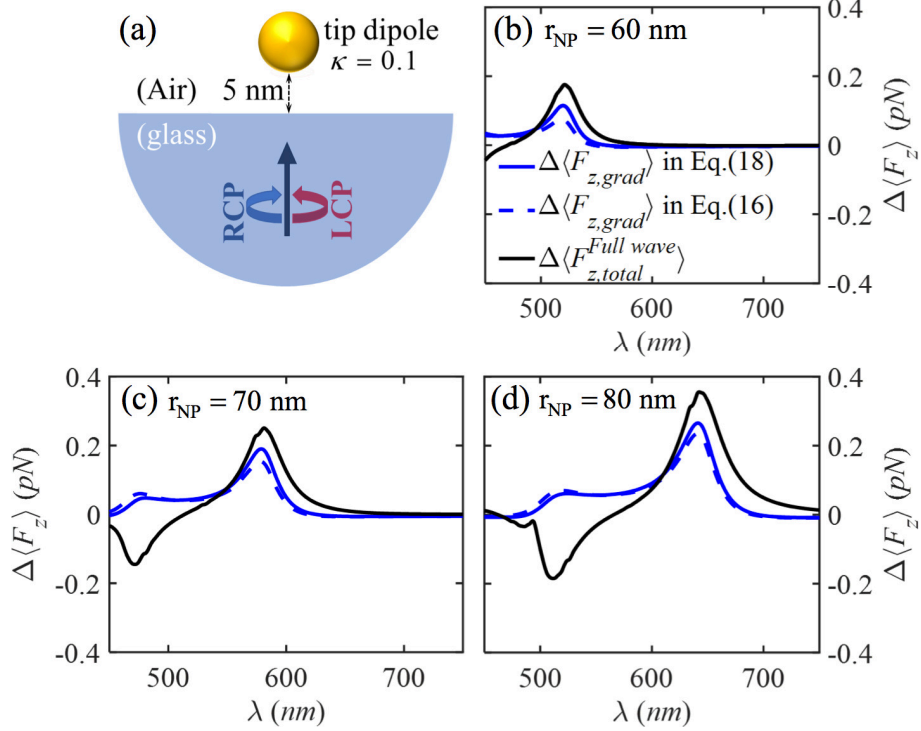 (a)
tip dipole
κ = 0.1
(Air)
5 nm
(glass)
RCP
LCP
(b)
r_NP = 60 nm
0.4
0.2
0
-0.2
-0.4
Δ⟨F_z⟩ (pN)
Δ⟨F_z,grad⟩ in Eq.(18)
Δ⟨F_z,grad⟩ in Eq.(16)
Δ⟨F_z,total^Full wave⟩
500
600
700
λ (nm)
(c)
r_NP = 70 nm
0.4
0.2
0
-0.2
-0.4
Δ⟨F_z⟩ (pN)
500
600
700
λ (nm)
(d)
r_NP = 80 nm
0.4
0.2
0
-0.2
-0.4
Δ⟨F_z⟩ (pN)
500
600
700
λ (nm)